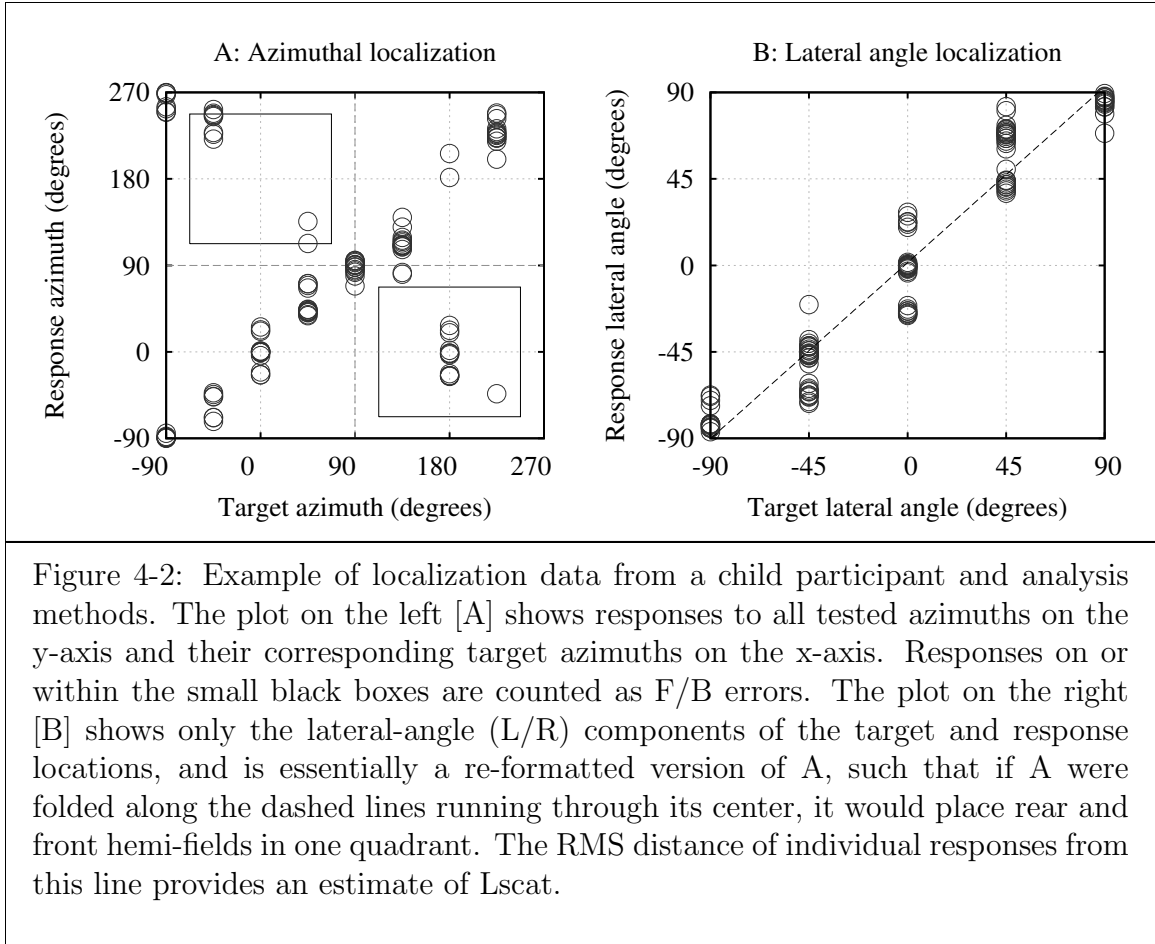 A: Azimuthal localization
Response azimuth (degrees)
270
180
90
0
-90
-90 0 90 180 270
Target azimuth (degrees)
B: Lateral angle localization
Response lateral angle (degrees)
90
45
0
-45
-90
-90 -45 0 45 90
Target lateral angle (degrees)
Figure 4-2: Example of localization data from a child participant and analysis
methods. The plot on the left [A] shows responses to all tested azimuths on the
y-axis and their corresponding target azimuths on the x-axis. Responses on or
within the small black boxes are counted as F/B errors. The plot on the right
[B] shows only the lateral-angle (L/R) components of the target and response
locations, and is essentially a re-formatted version of A, such that if A were
folded along the dashed lines running through its center, it would place rear and
front hemi-fields in one quadrant. The RMS distance of individual responses from
this line provides an estimate of Lscat.